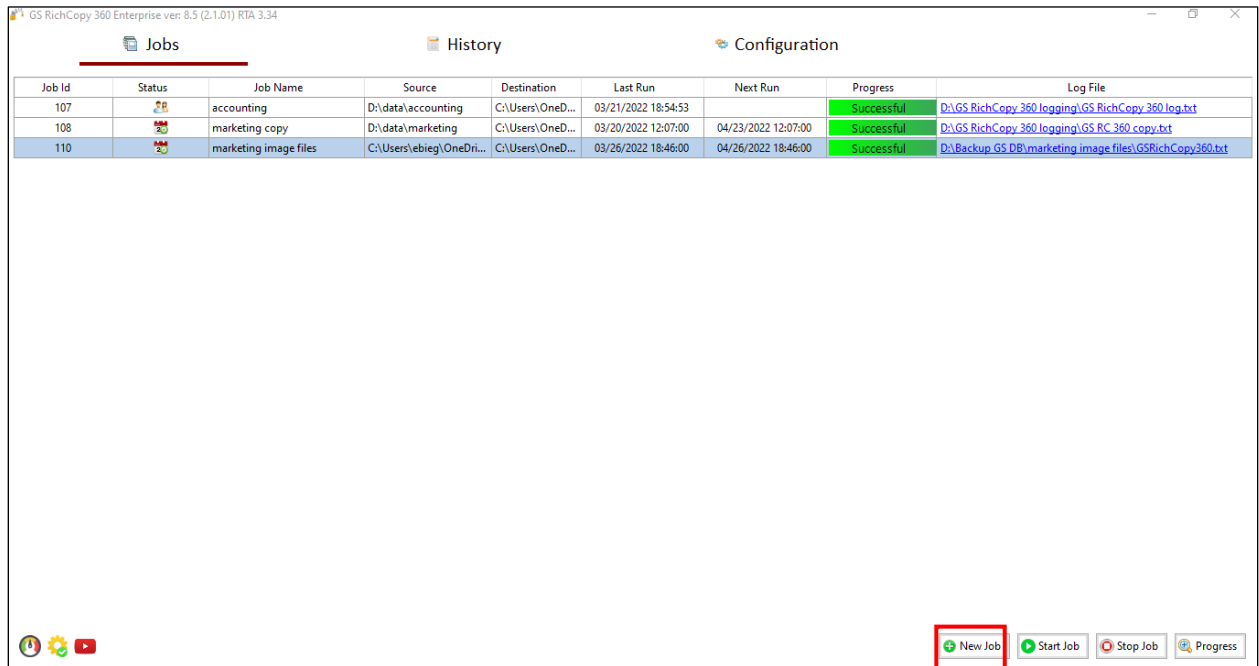 GS RichCopy 360 Enterprise ver: 8.5 (2.1.01) RTA 3.34
Jobs History Configuration
Job Id Status Job Name Source Destination Last Run Next Run Progress Log File
107 accounting D:\data\accounting C:\Users\OneD... 03/21/2022 18:54:53 Successful D:\GS RichCopy 360 logging\GS RichCopy 360 log.txt
108 marketing copy D:\data\marketing C:\Users\OneD... 03/20/2022 12:07:00 04/23/2022 12:07:00 Successful D:\GS RichCopy 360 logging\GS RC 360 copy.txt
110 marketing image files C:\Users\ebieg\OneDri... C:\Users\OneD... 03/26/2022 18:46:00 04/26/2022 18:46:00 Successful D:\Backup GS DB\marketing image files\GSRichCopy360.txt
New Job Start Job Stop Job Progress